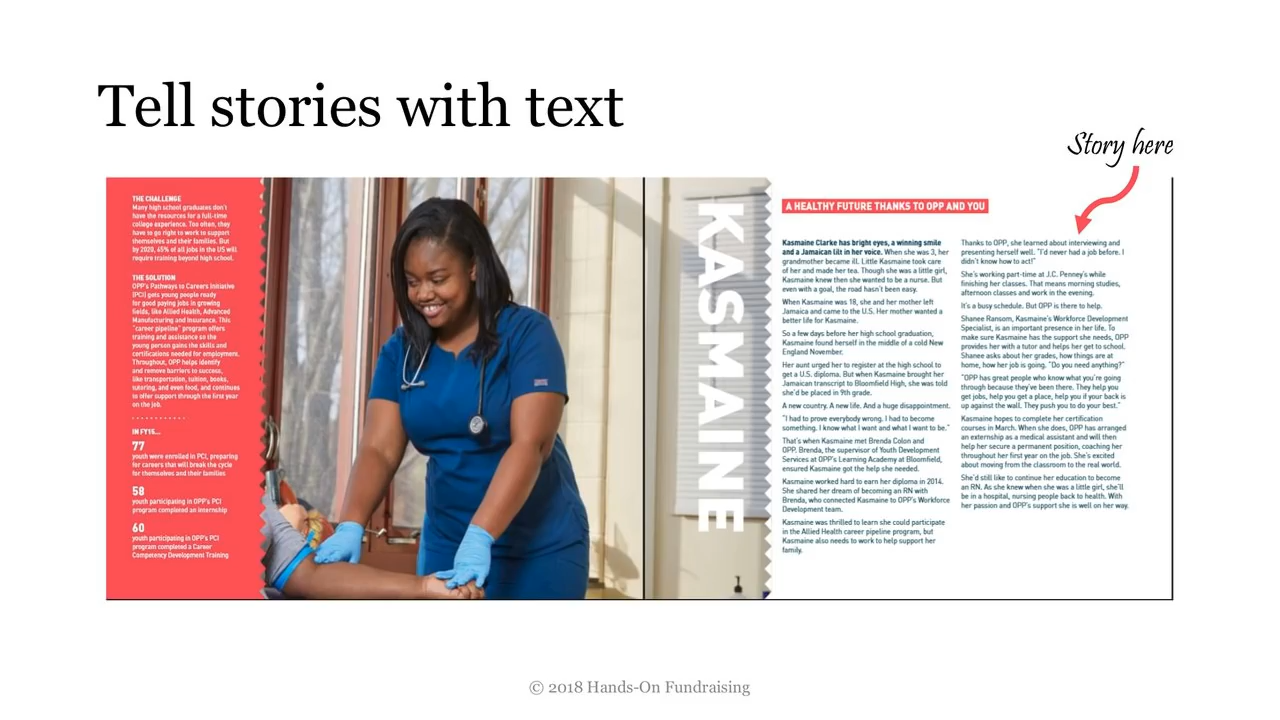 Tell stories with text
Story here
THE CHALLENGE
Many high school graduates don't
have the resources for a full-time
college experience. Too often, they
have to go right to work to support
themselves and their families. But
by 2020, 65% of all jobs in the US will
require training beyond high school.
THE SOLUTION
OPP's Pathways to Careers Initiative
(PCI) gets young people ready
for good paying jobs in growing
fields, like Allied Health, Advanced
Manufacturing and Insurance. This
"career pipeline" program offers
training and assistance so the
young person gains the skills and
certifications needed for employment.
Throughout, OPP helps identify
and remove barriers to success,
like transportation, tuition, books,
tutoring, and even food, and continues
to offer support through the first year
on the job.
IN FY16...
77
youth were enrolled in PCI, preparing
for careers that will break the cycle
for themselves and their families
58
youth participating in OPP's PCI
program completed an internship
60
youth participating in OPP's PCI
program completed a Career
Competency Development Training
KASMAINE
A HEALTHY FUTURE THANKS TO OPP AND YOU
Kasmaine Clarke has bright eyes, a winning smile
and a Jamaican lilt in her voice. When she was 3, her
grandmother became ill. Little Kasmaine took care
of her and made her tea. Though she was a little girl,
Kasmaine knew then she wanted to be a nurse. But
even with a goal, the road hasn't been easy.
When Kasmaine was 18, she and her mother left
Jamaica and came to the U.S. Her mother wanted a
better life for Kasmaine.
So a few days before her high school graduation,
Kasmaine found herself in the middle of a cold New
England November.
Her aunt urged her to register at the high school to
get a U.S. diploma. But when Kasmaine brought her
Jamaican transcript to Bloomfield High, she was told
she'd be placed in 9th grade.
A new country. A new life. And a huge disappointment.
"I had to prove everybody wrong. I had to become
something. I know what I want and what I want to be."
That's when Kasmaine met Brenda Colon and
OPP. Brenda, the supervisor of Youth Development
Services at OPP's Learning Academy at Bloomfield,
ensured Kasmaine got the help she needed.
Kasmaine worked hard to earn her diploma in 2014.
She shared her dream of becoming an RN with
Brenda, who connected Kasmaine to OPP's Workforce
Development team.
Kasmaine was thrilled to learn she could participate
in the Allied Health career pipeline program, but
Kasmaine also needs to work to help support her
family.
Thanks to OPP, she learned about interviewing and
presenting herself well. "I'd never had a job before. I
didn't know how to act!"
She's working part-time at J.C. Penney's while
finishing her classes. That means morning studies,
afternoon classes and work in the evening.
It's a busy schedule. But OPP is there to help.
Shanee Ransom, Kasmaine's Workforce Development
Specialist, is an important presence in her life. To
make sure Kasmaine has the support she needs, OPP
provides her with a tutor and helps her get to school.
Shanee asks about her grades, how things are at
home, how her job is going. "Do you need anything?"
"OPP has great people who know what you're going
through because they've been there. They help you
get jobs, help you get a place, help you if your back is
up against the wall. They push you to do your best."
Kasmaine hopes to complete her certification
courses in March. When she does, OPP has arranged
an externship as a medical assistant and will then
help her secure a permanent position, coaching her
throughout her first year on the job. She's excited
about moving from the classroom to the real world.
She'd still like to continue her education to become
an RN. As she knew when she was a little girl, she'll
be in a hospital, nursing people back to health. With
her passion and OPP's support she is well on her way.
© 2018 Hands-On Fundraising